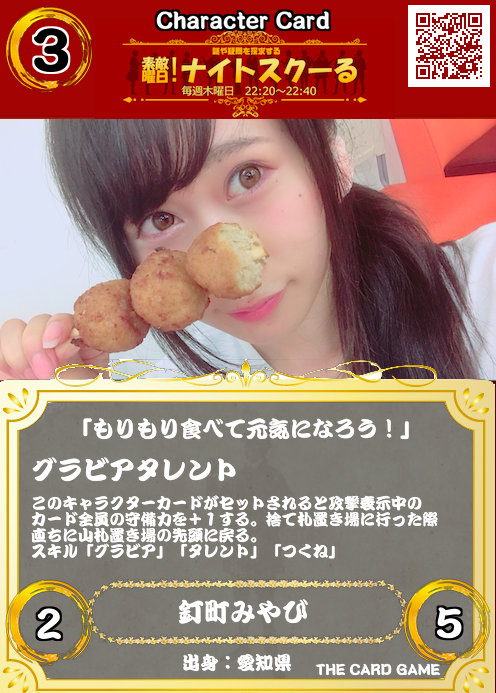 Character Card
3
謎や疑問を探求する
素敵曜日!ナイトスクーる
毎週木曜日 22:20~22:40
「もりもり食べて元気になろう!」
グラビアタレント
このキャラクターカードがセットされると攻撃表示中の
カード全員の守備力を+1する。捨て札置き場に行った際
直ちに山札置き場の先頭に戻る。
スキル「グラビア」「タレント」「つくね」
2
釘町みやび
5
出身:愛知県
THE CARD GAME